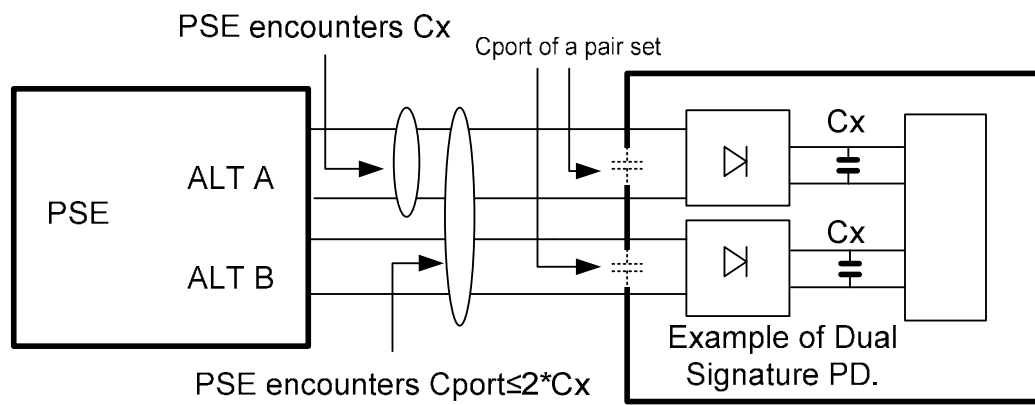 PSE encounters Cx
Cport of a pair set
Cx
ALT A
PSE
Cx
ALT B
Example of Dual
Signature PD.
PSE encounters Cport≤2*Cx